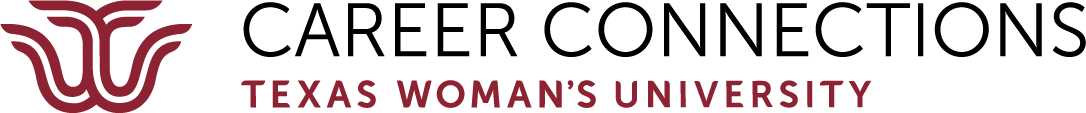 CAREER CONNECTIONS
TEXAS WOMAN'S UNIVERSITY